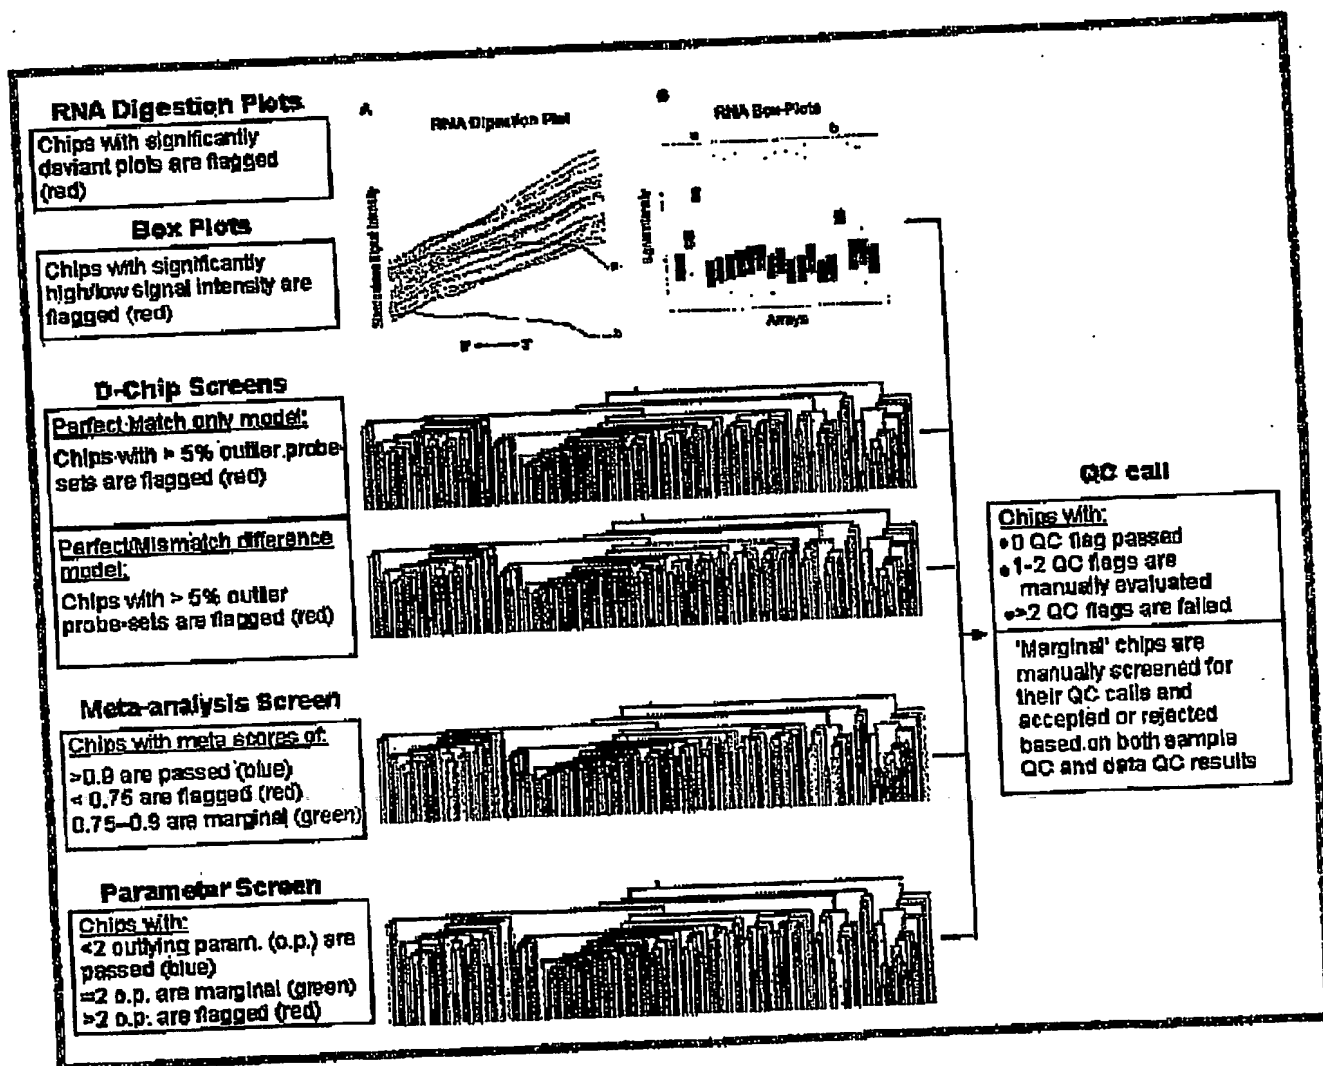 RNA Digestion Plots
Chips with significantly
deviant plots are flagged
(red)
Box Plots
Chips with significantly
high/low signal intensity are
flagged (red)
A
RNA Digestion Plot
a
b
5' 3'
RNA Box-Plots
a
b
Arrays
D-Chip Screens
Perfect Match only model:
Chips with > 5% outlier probe-
sets are flagged (red)
Perfect/Mismatch difference
model:
Chips with > 5% outlier
probe-sets are flagged (red)
Meta-analysis Screen
Chips with meta scores of:
>0.9 are passed (blue)
< 0.75 are flagged (red)
0.75–0.9 are marginal (green)
Parameter Screen
Chips with:
<2 outlying param. (o.p.) are
passed (blue)
=2 o.p. are marginal (green)
>2 o.p. are flagged (red)
QC call
Chips with:
•0 QC flag passed
•1-2 QC flags are
manually evaluated
•>2 QC flags are failed
'Marginal' chips are
manually screened for
their QC calls and
accepted or rejected
based on both sample
QC and data QC results